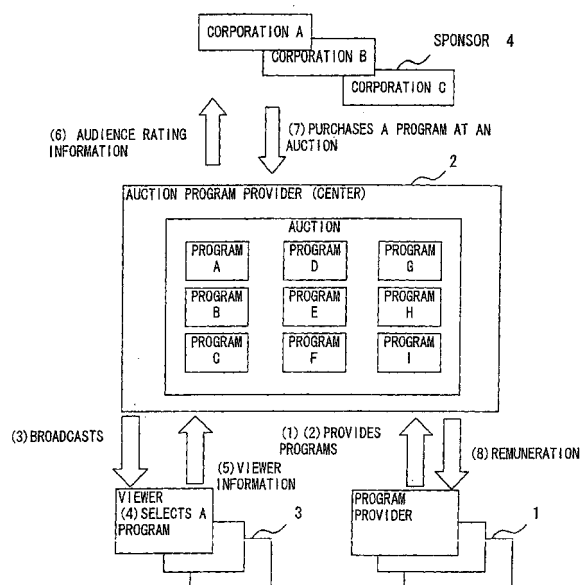 CORPORATION A
CORPORATION B
CORPORATION C
SPONSOR 4
(6) AUDIENCE RATING
INFORMATION
(7) PURCHASES A PROGRAM AT AN
AUCTION
2
AUCTION PROGRAM PROVIDER (CENTER)
AUCTION
PROGRAM
A
PROGRAM
D
PROGRAM
G
PROGRAM
B
PROGRAM
E
PROGRAM
H
PROGRAM
C
PROGRAM
F
PROGRAM
I
(3) BROADCASTS
(5) VIEWER
INFORMATION
(1) (2) PROVIDES
PROGRAMS
(8) REMUNERATION
VIEWER
(4) SELECTS A
PROGRAM
3
PROGRAM
PROVIDER
1